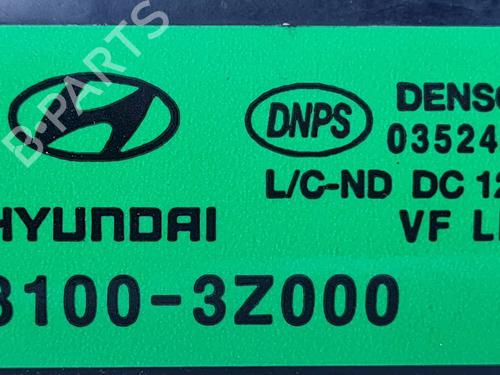 DNPS
DENSO
03524
L/C-ND DC 12
HYUNDAI
VF L
3100-3Z000
B-PARTS